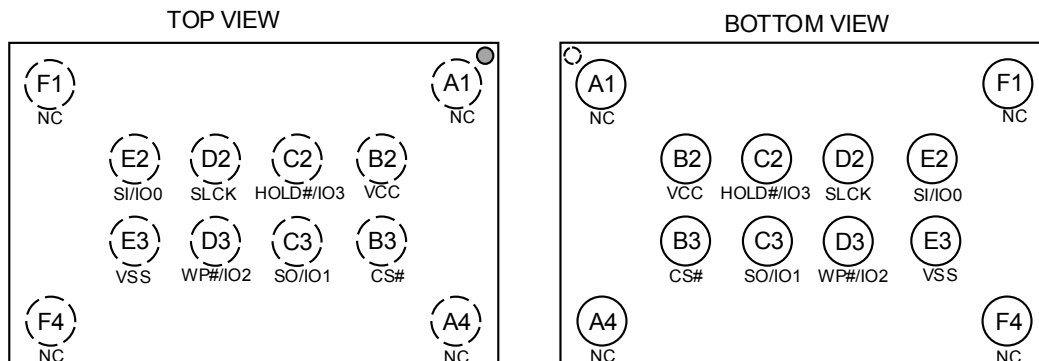 TOP VIEW BOTTOM VIEW
F1 A1 A1 F1
NC NC NC NC
E2 D2 C2 B2 B2 C2 D2 E2
SI/IO0 SLCK HOLD#/IO3 VCC VCC HOLD#/IO3 SLCK SI/IO0
E3 D3 C3 B3 B3 C3 D3 E3
VSS WP#/IO2 SO/IO1 CS# CS# SO/IO1 WP#/IO2 VSS
F4 A4 A4 F4
NC NC NC NC